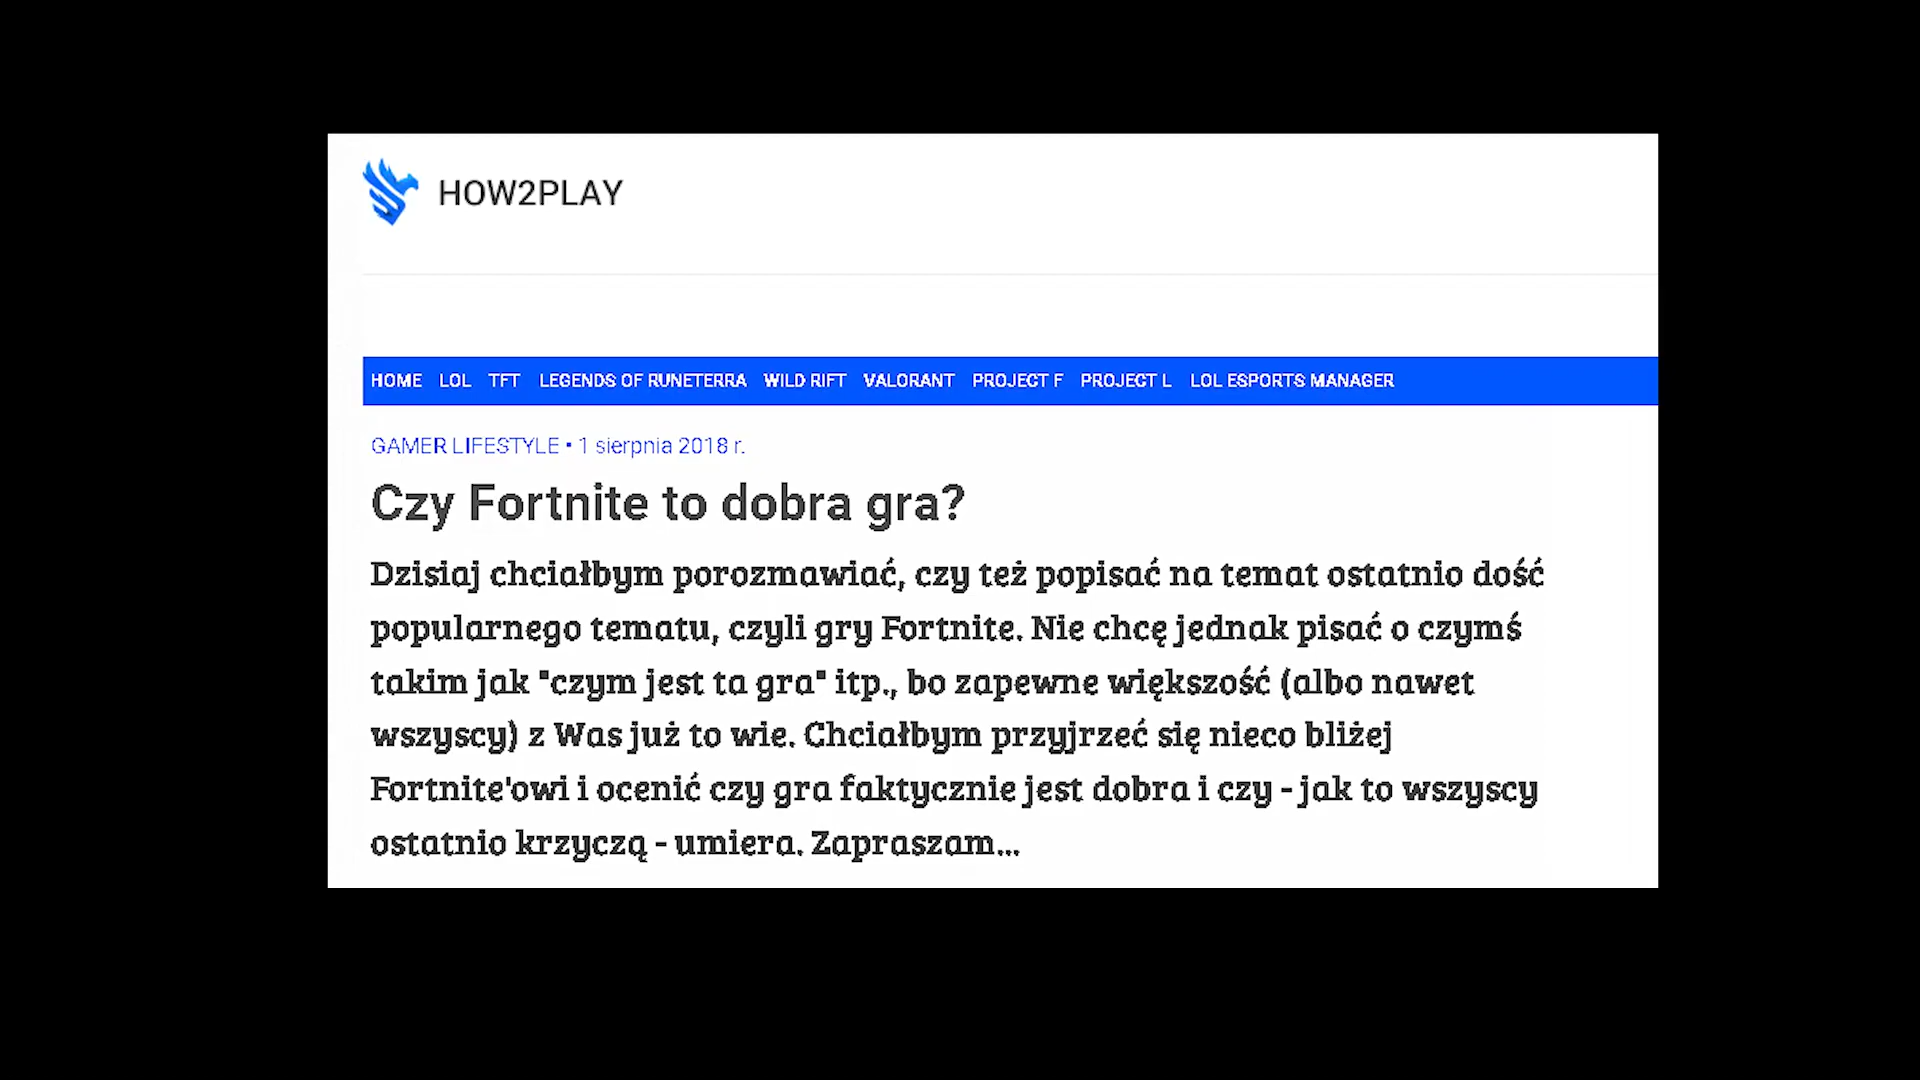 HOW2PLAY
HOME LOL TFT LEGENDS OF RUNETERRA WILD RIFT VALORANT PROJECT F PROJECT L LOL ESPORTS MANAGER
GAMER LIFESTYLE • 1 sierpnia 2018 r.
Czy Fortnite to dobra gra?
Dzisiaj chciałbym porozmawiać, czy też popisać na temat ostatnio dość
popularnego tematu, czyli gry Fortnite. Nie chcę jednak pisać o czymś
takim jak "czym jest ta gra" itp., bo zapewne większość (albo nawet
wszyscy) z Was już to wie. Chciałbym przyjrzeć się nieco bliżej
Fortnite'owi i ocenić czy gra faktycznie jest dobra i czy - jak to wszyscy
ostatnio krzyczą - umiera. Zapraszam...